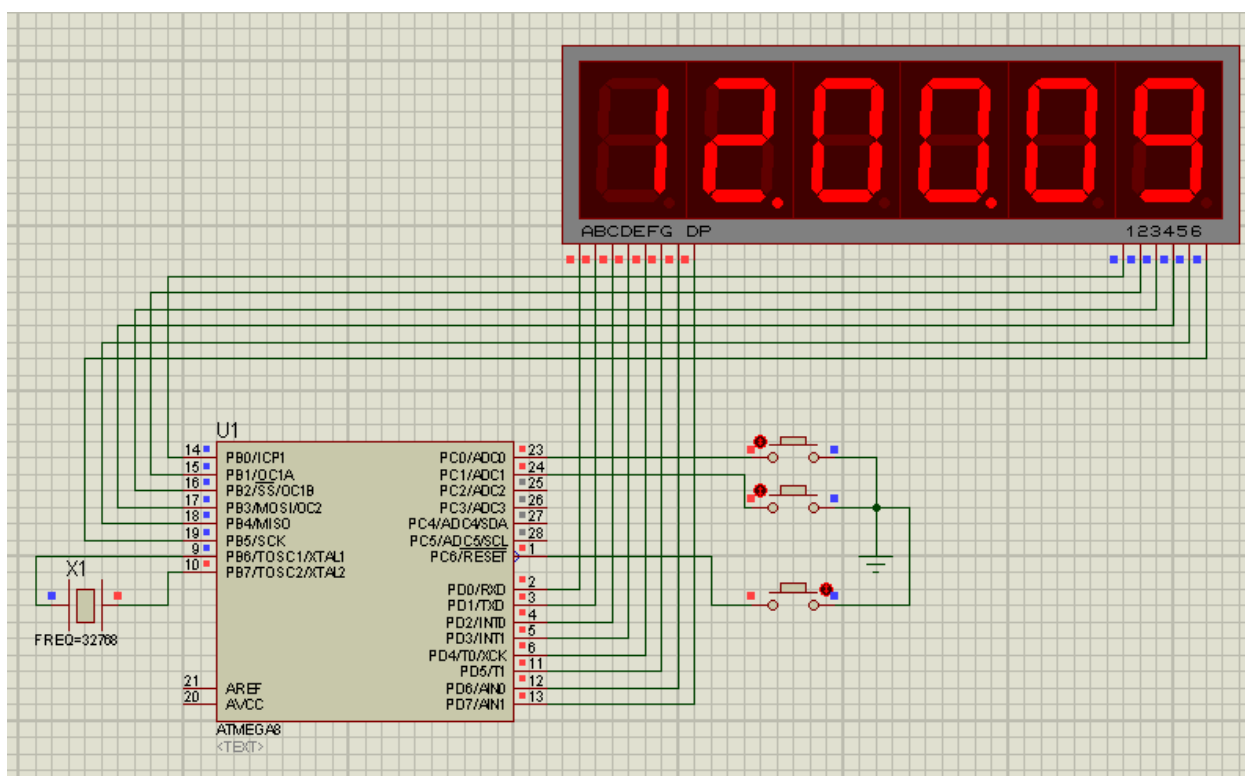 12.00.09
ABCDEFG DP
123456
U1
14
15
16
17
18
19
9
10
PB0/ICP1
PB1/OC1A
PB2/SS/OC1B
PB3/MOSI/OC2
PB4/MISO
PB5/SCK
PB6/TOSC1/XTAL1
PB7/TOSC2/XTAL2
PC0/ADC0
PC1/ADC1
PC2/ADC2
PC3/ADC3
PC4/ADC4/SDA
PC5/ADC5/SCL
PC6/RESET
23
24
25
26
27
28
1
X1
FREQ=32768
PD0/RXD
PD1/TXD
PD2/INT0
PD3/INT1
PD4/T0/XCK
PD5/T1
PD6/AIN0
PD7/AIN1
2
3
4
5
6
11
12
13
21
20
AREF
AVCC
ATMEGA8
<TEXT>